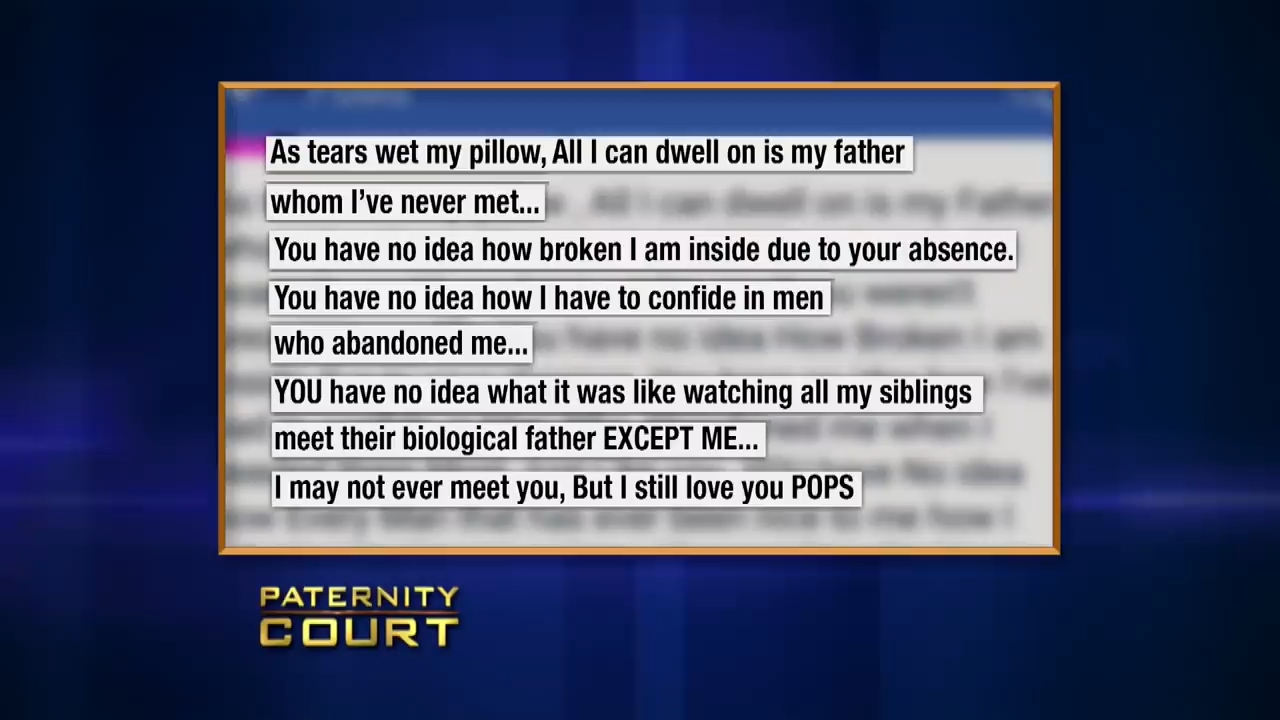 As tears wet my pillow, All I can dwell on is my father
whom I've never met...
You have no idea how broken I am inside due to your absence.
You have no idea how I have to confide in men
who abandoned me...
YOU have no idea what it was like watching all my siblings
meet their biological father EXCEPT ME...
I may not ever meet you, But I still love you POPS
PATERNITY
COURT